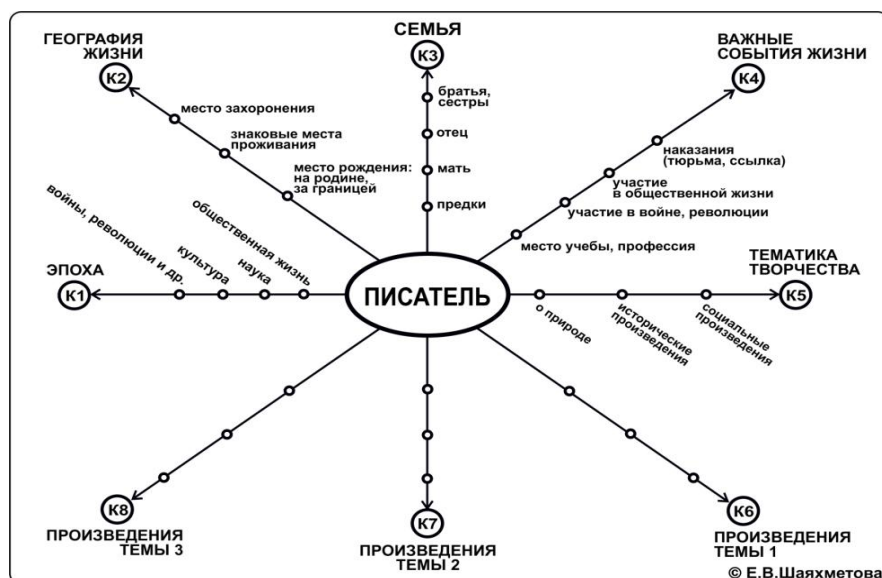 ГЕОГРАФИЯ
ЖИЗНИ
К2
место захоронения
знаковые места
проживания
место рождения:
на родине,
за границей
СЕМЬЯ
К3
братья,
сестры
отец
мать
предки
ВАЖНЫЕ
СОБЫТИЯ ЖИЗНИ
К4
наказания
(тюрьма, ссылка)
участие
в общественной жизни
участие в войне, революции
место учебы, профессия
ЭПОХА
К1
войны, революции и др.
культура
наука
общественная жизнь
ПИСАТЕЛЬ
ТЕМАТИКА
ТВОРЧЕСТВА
К5
о природе
исторические
произведения
социальные
произведения
К8
ПРОИЗВЕДЕНИЯ
ТЕМЫ 3
К7
ПРОИЗВЕДЕНИЯ
ТЕМЫ 2
К6
ПРОИЗВЕДЕНИЯ
ТЕМЫ 1
© Е.В.Шаяхметова